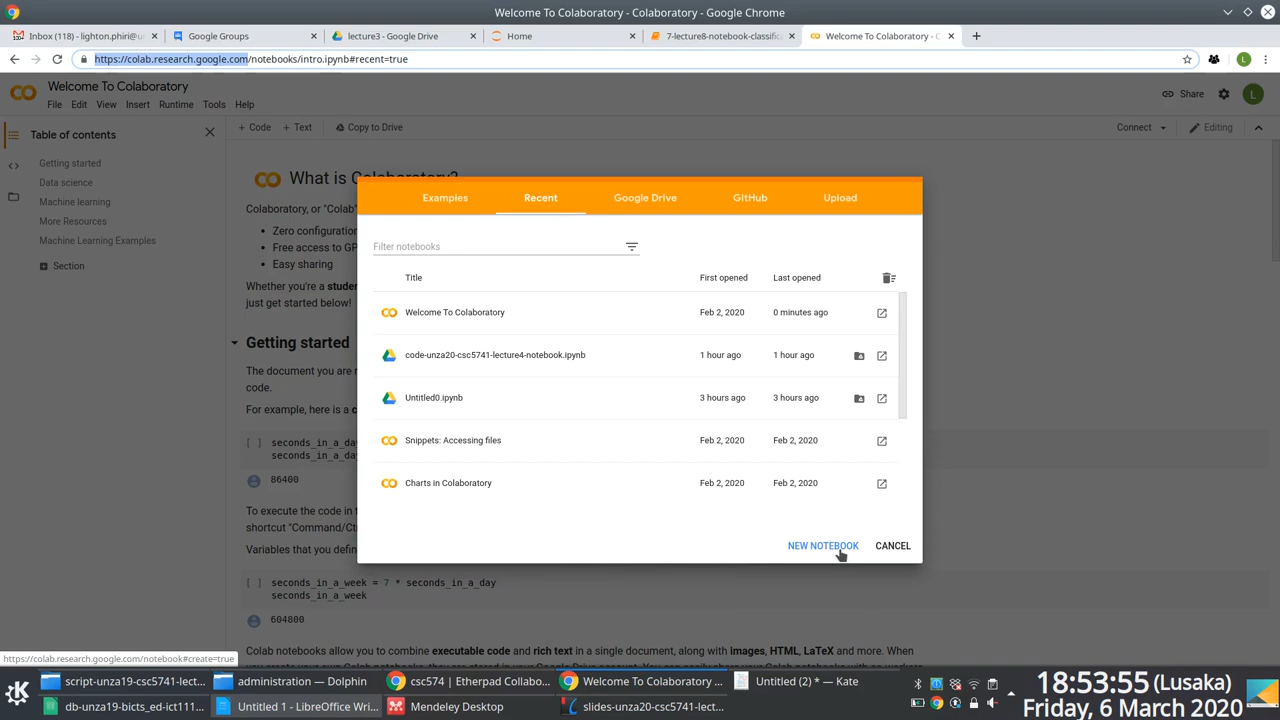 Welcome To Colaboratory - Colaboratory - Google Chrome
Inbox (118) - lighton.phiri@un
Google Groups
lecture3 - Google Drive
Home
7-lecture8-notebook-classific
Welcome To Colaboratory - C
https://colab.research.google.com/notebooks/intro.ipynb#recent=true
L
Welcome To Colaboratory
Share
L
File Edit View Insert Runtime Tools Help
Table of contents
+ Code + Text Copy to Drive
Connect
Editing
Getting started
Data science
Machine learning
More Resources
Machine Learning Examples
Section
What is Colaboratory?
Colaboratory, or "Colab"
Zero configuration
Free access to GP
Easy sharing
Whether you're a studen
just get started below!
Getting started
The document you are r
code.
For example, here is a c
[ ] seconds_in_a_da
seconds_in_a_da
86400
To execute the code in t
shortcut "Command/Ctr
Variables that you defin
[ ] seconds_in_a_week = 7 * seconds_in_a_day
seconds_in_a_week
604800
Colab notebooks allow you to combine executable code and rich text in a single document, along with images, HTML, LaTeX and more. When
Examples Recent Google Drive GitHub Upload
Filter notebooks
Title First opened Last opened
Welcome To Colaboratory Feb 2, 2020 0 minutes ago
code-unza20-csc5741-lecture4-notebook.ipynb 1 hour ago 1 hour ago
Untitled0.ipynb 3 hours ago 3 hours ago
Snippets: Accessing files Feb 2, 2020 Feb 2, 2020
Charts in Colaboratory Feb 2, 2020 Feb 2, 2020
NEW NOTEBOOK CANCEL
https://colab.research.google.com/notebook#create=true
script-unza19-csc5741-lect...
administration — Dolphin
csc574 | Etherpad Collabo...
Welcome To Colaboratory ...
Untitled (2) * — Kate
db-unza19-bicts_ed-ict111...
Untitled 1 - LibreOffice Wri...
Mendeley Desktop
slides-unza20-csc5741-lect...
18:53:55 (Lusaka)
Friday, 6 March 2020